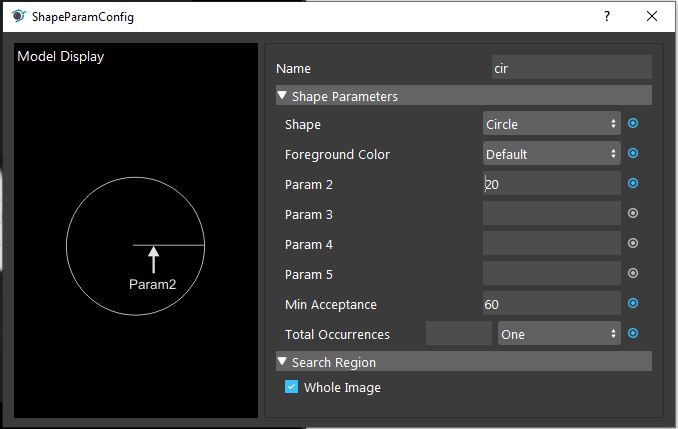 ShapeParamConfig
?
Model Display
Param2
Name cir
Shape Parameters
Shape Circle
Foreground Color Default
Param 2 20
Param 3
Param 4
Param 5
Min Acceptance 60
Total Occurrences One
Search Region
Whole Image